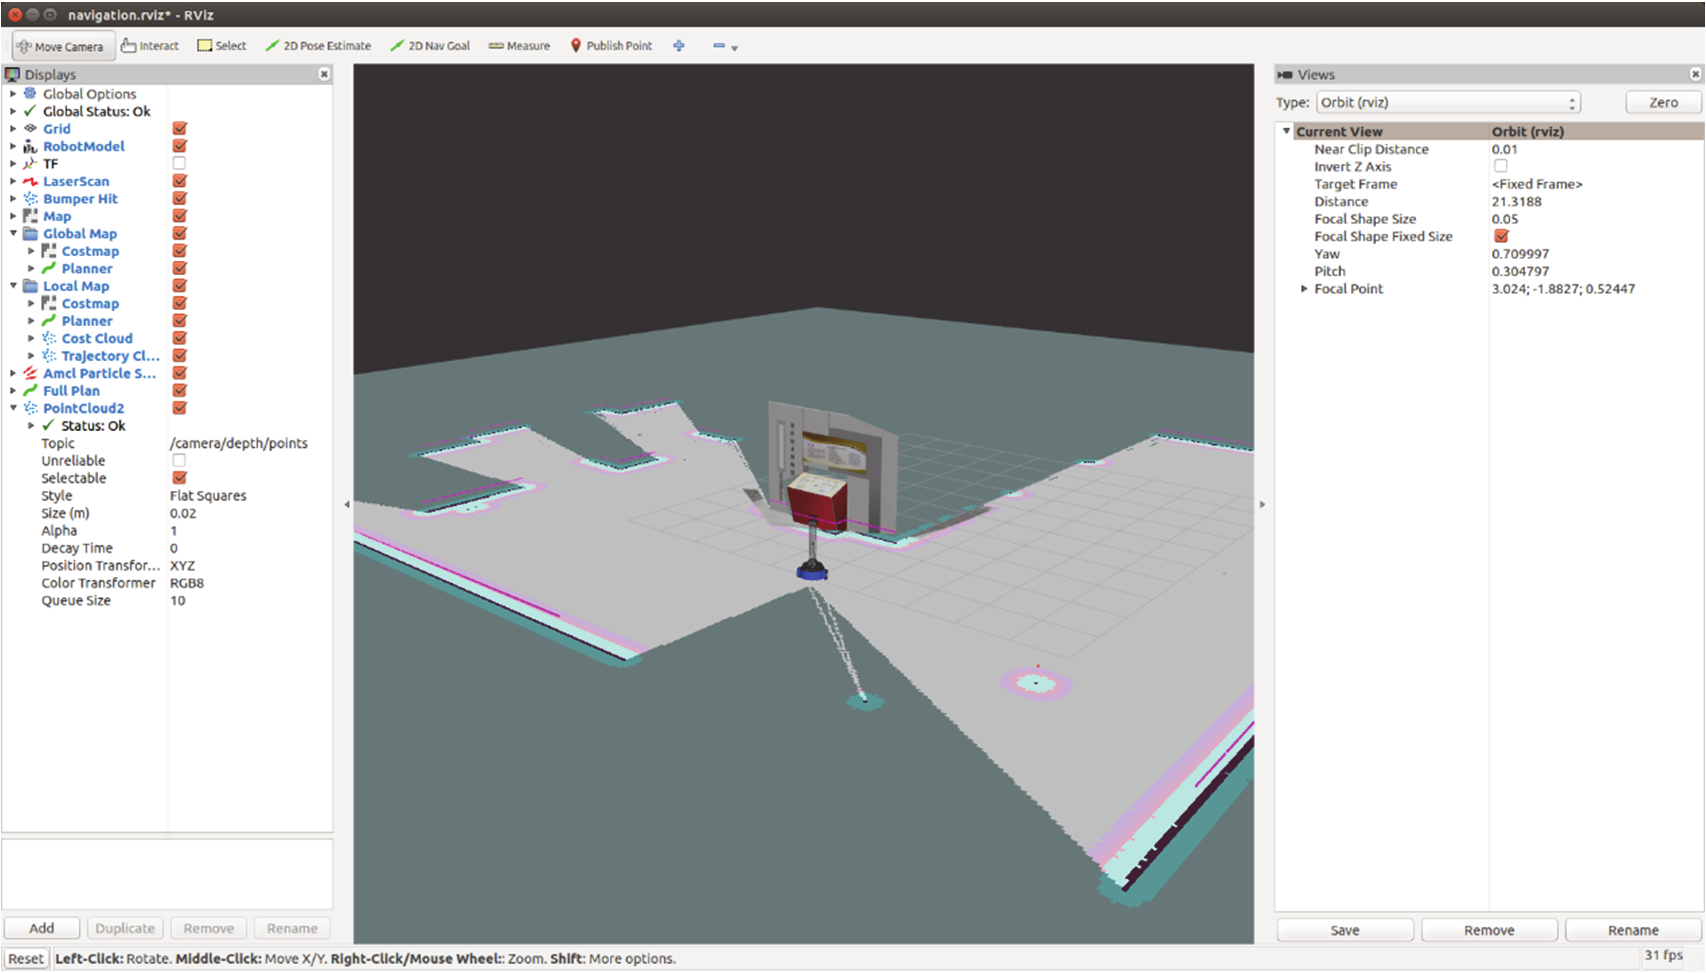 navigation.rviz* - RViz
Move Camera Interact Select 2D Pose Estimate 2D Nav Goal Measure Publish Point
Displays
Global Options
Global Status: Ok
Grid
RobotModel
TF
LaserScan
Bumper Hit
Map
Global Map
Costmap
Planner
Local Map
Costmap
Planner
Cost Cloud
Trajectory Cl...
Amcl Particle S...
Full Plan
PointCloud2
Status: Ok
Topic /camera/depth/points
Unreliable
Selectable
Style Flat Squares
Size (m) 0.02
Alpha 1
Decay Time 0
Position Transfor... XYZ
Color Transformer RGB8
Queue Size 10
Add Duplicate Remove Rename
Views
Type: Orbit (rviz) Zero
Current View Orbit (rviz)
Near Clip Distance 0.01
Invert Z Axis
Target Frame <Fixed Frame>
Distance 21.3188
Focal Shape Size 0.05
Focal Shape Fixed Size
Yaw 0.709997
Pitch 0.304797
Focal Point 3.024; -1.8827; 0.52447
Save Remove Rename
Reset Left-Click: Rotate. Middle-Click: Move X/Y. Right-Click/Mouse Wheel:: Zoom. Shift: More options. 31 fps